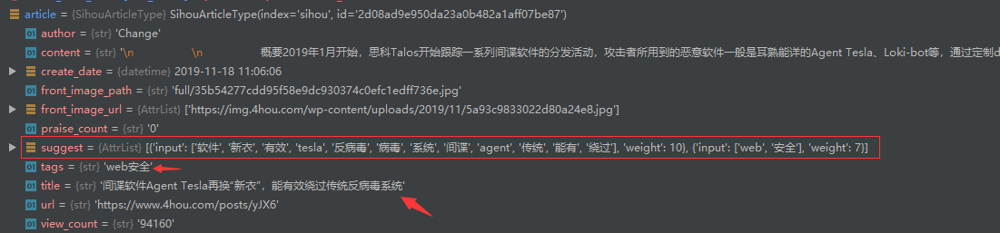 article = {SihouArticleType} SihouArticleType(index='sihou', id='2d08ad9e950da23a0b482a1aff07be87')
author = {str} 'Change'
content = {str} '\n \n 概要2019年1月开始，思科Talos开始跟踪一系列间谍软件的分发活动，攻击者所用到的恶意软件一般是耳熟能详的Agent Tesla、Loki-bot等，通过定制d
create_date = {datetime} 2019-11-18 11:06:06
front_image_path = {str} 'full/35b54277cdd95f58e9dc930374c0efc1edff736e.jpg'
front_image_url = {AttrList} ['https://img.4hou.com/wp-content/uploads/2019/11/5a93c9833022d80a24e8.jpg']
praise_count = {str} '0'
suggest = {AttrList} [{'input': ['软件', '新衣', '有效', 'tesla', '反病毒', '病毒', '系统', '间谍', 'agent', '传统', '能有', '绕过'], 'weight': 10}, {'input': ['web', '安全'], 'weight': 7}]
tags = {str} 'web安全'
title = {str} '间谍软件Agent Tesla再换“新衣”，能有效绕过传统反病毒系统'
url = {str} 'https://www.4hou.com/posts/yJX6'
view_count = {str} '94160'